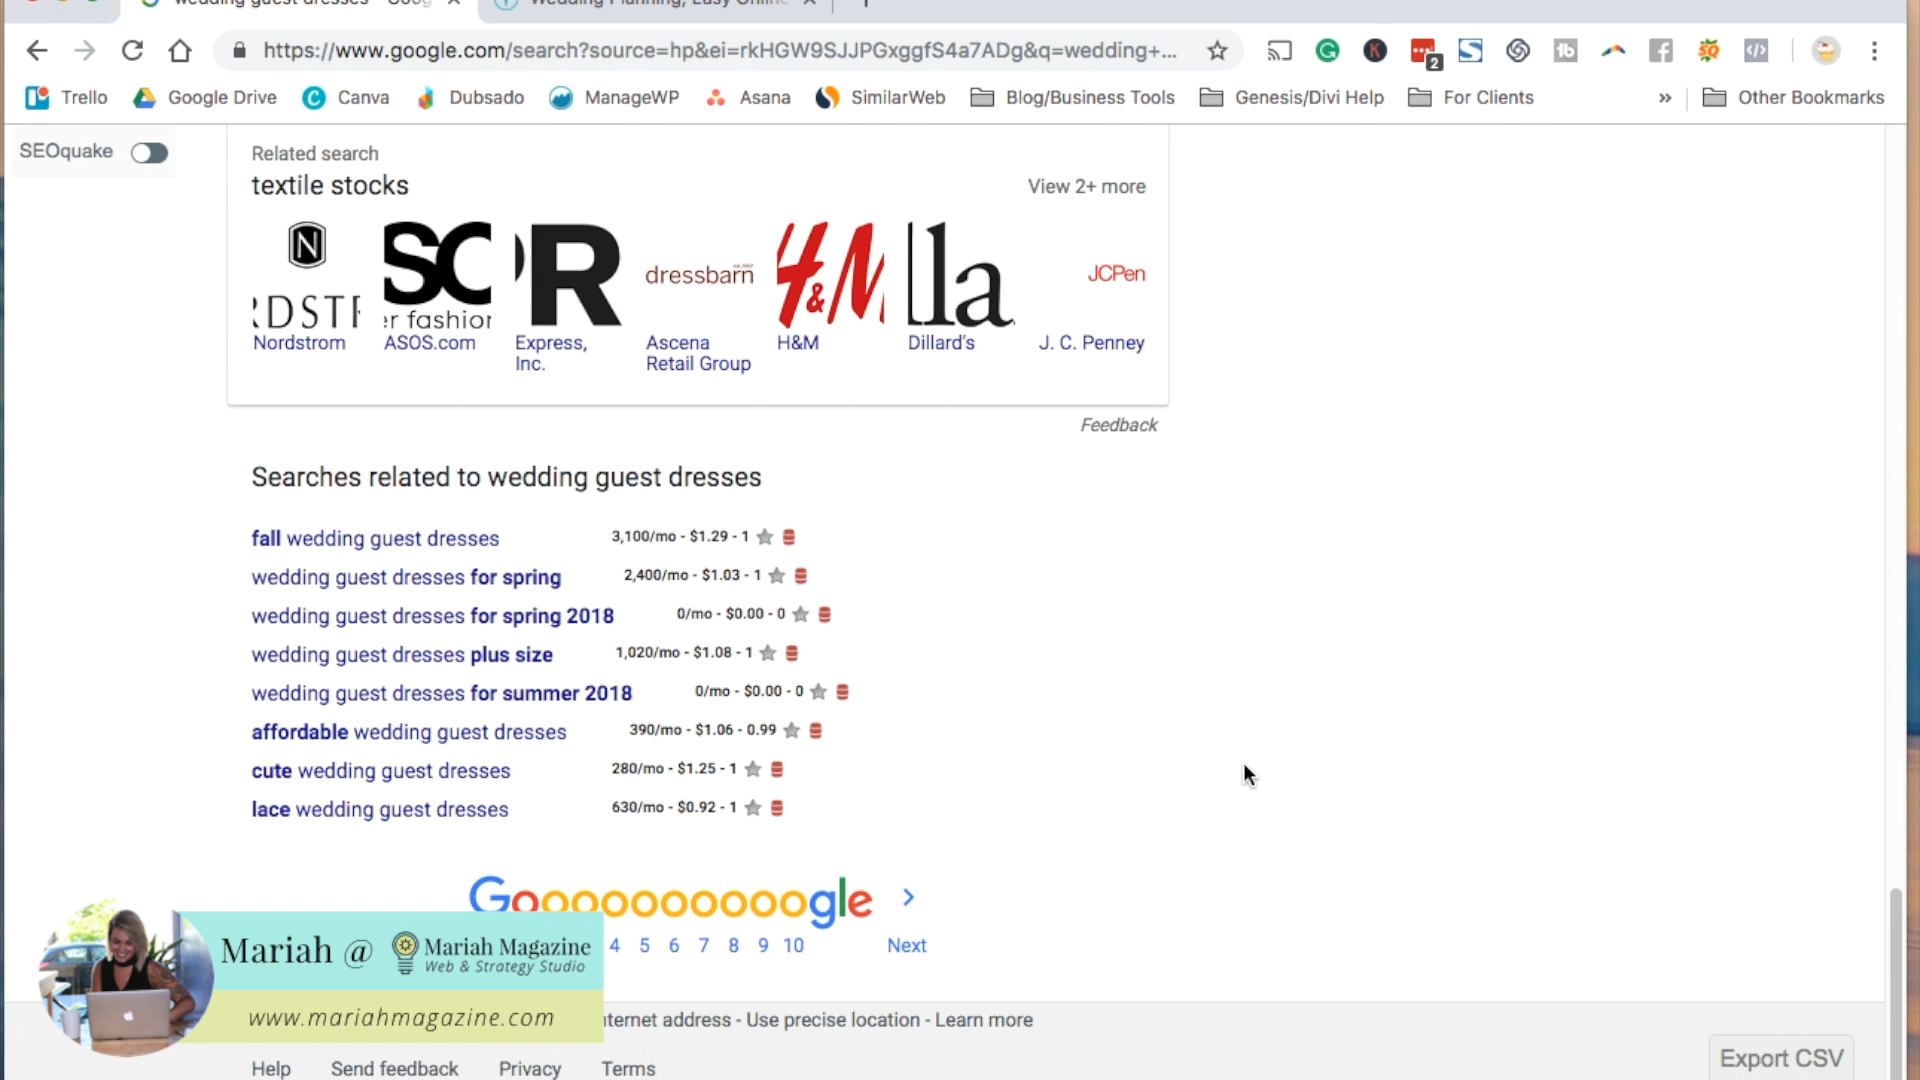 https://www.google.com/search?source=hp&ei=rkHGW9SJJPGxggfS4a7ADg&q=wedding+...
2
Trello
Google Drive
Canva
Dubsado
ManageWP
Asana
SimilarWeb
Blog/Business Tools
Genesis/Divi Help
For Clients
»
Other Bookmarks
SEOquake
Related search
textile stocks
View 2+ more
N
SO
R
dressbarn
H&M
lla
JCPen
RDSTR
er fashion
Nordstrom
ASOS.com
Express,
Inc.
Ascena
Retail Group
H&M
Dillard's
J. C. Penney
Feedback
Searches related to wedding guest dresses
fall wedding guest dresses 3,100/mo - $1.29 - 1
wedding guest dresses for spring 2,400/mo - $1.03 - 1
wedding guest dresses for spring 2018 0/mo - $0.00 - 0
wedding guest dresses plus size 1,020/mo - $1.08 - 1
wedding guest dresses for summer 2018 0/mo - $0.00 - 0
affordable wedding guest dresses 390/mo - $1.06 - 0.99
cute wedding guest dresses 280/mo - $1.25 - 1
lace wedding guest dresses 630/mo - $0.92 - 1
Goooooooooogle
4 5 6 7 8 9 10
Next
Mariah @
Mariah Magazine
Web & Strategy Studio
www.mariahmagazine.com
ternet address - Use precise location - Learn more
Export CSV
Help
Send feedback
Privacy
Terms